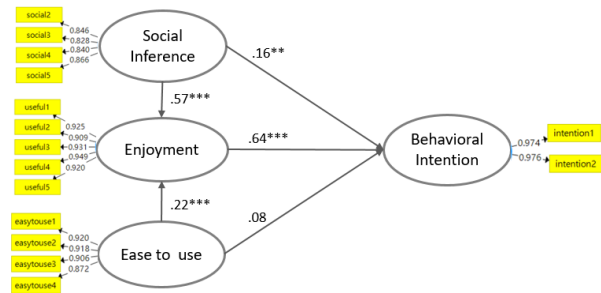 social2
social3
social4
social5
0.846
0.828
0.840
0.866
Social
Inference
.16**
.57***
useful1
useful2
useful3
useful4
useful5
0.925
0.909
0.931
0.949
0.920
Enjoyment
.64***
Behavioral
Intention
0.974
0.976
intention1
intention2
.22***
.08
easytouse1
easytouse2
easytouse3
easytouse4
0.920
0.918
0.906
0.872
Ease to use